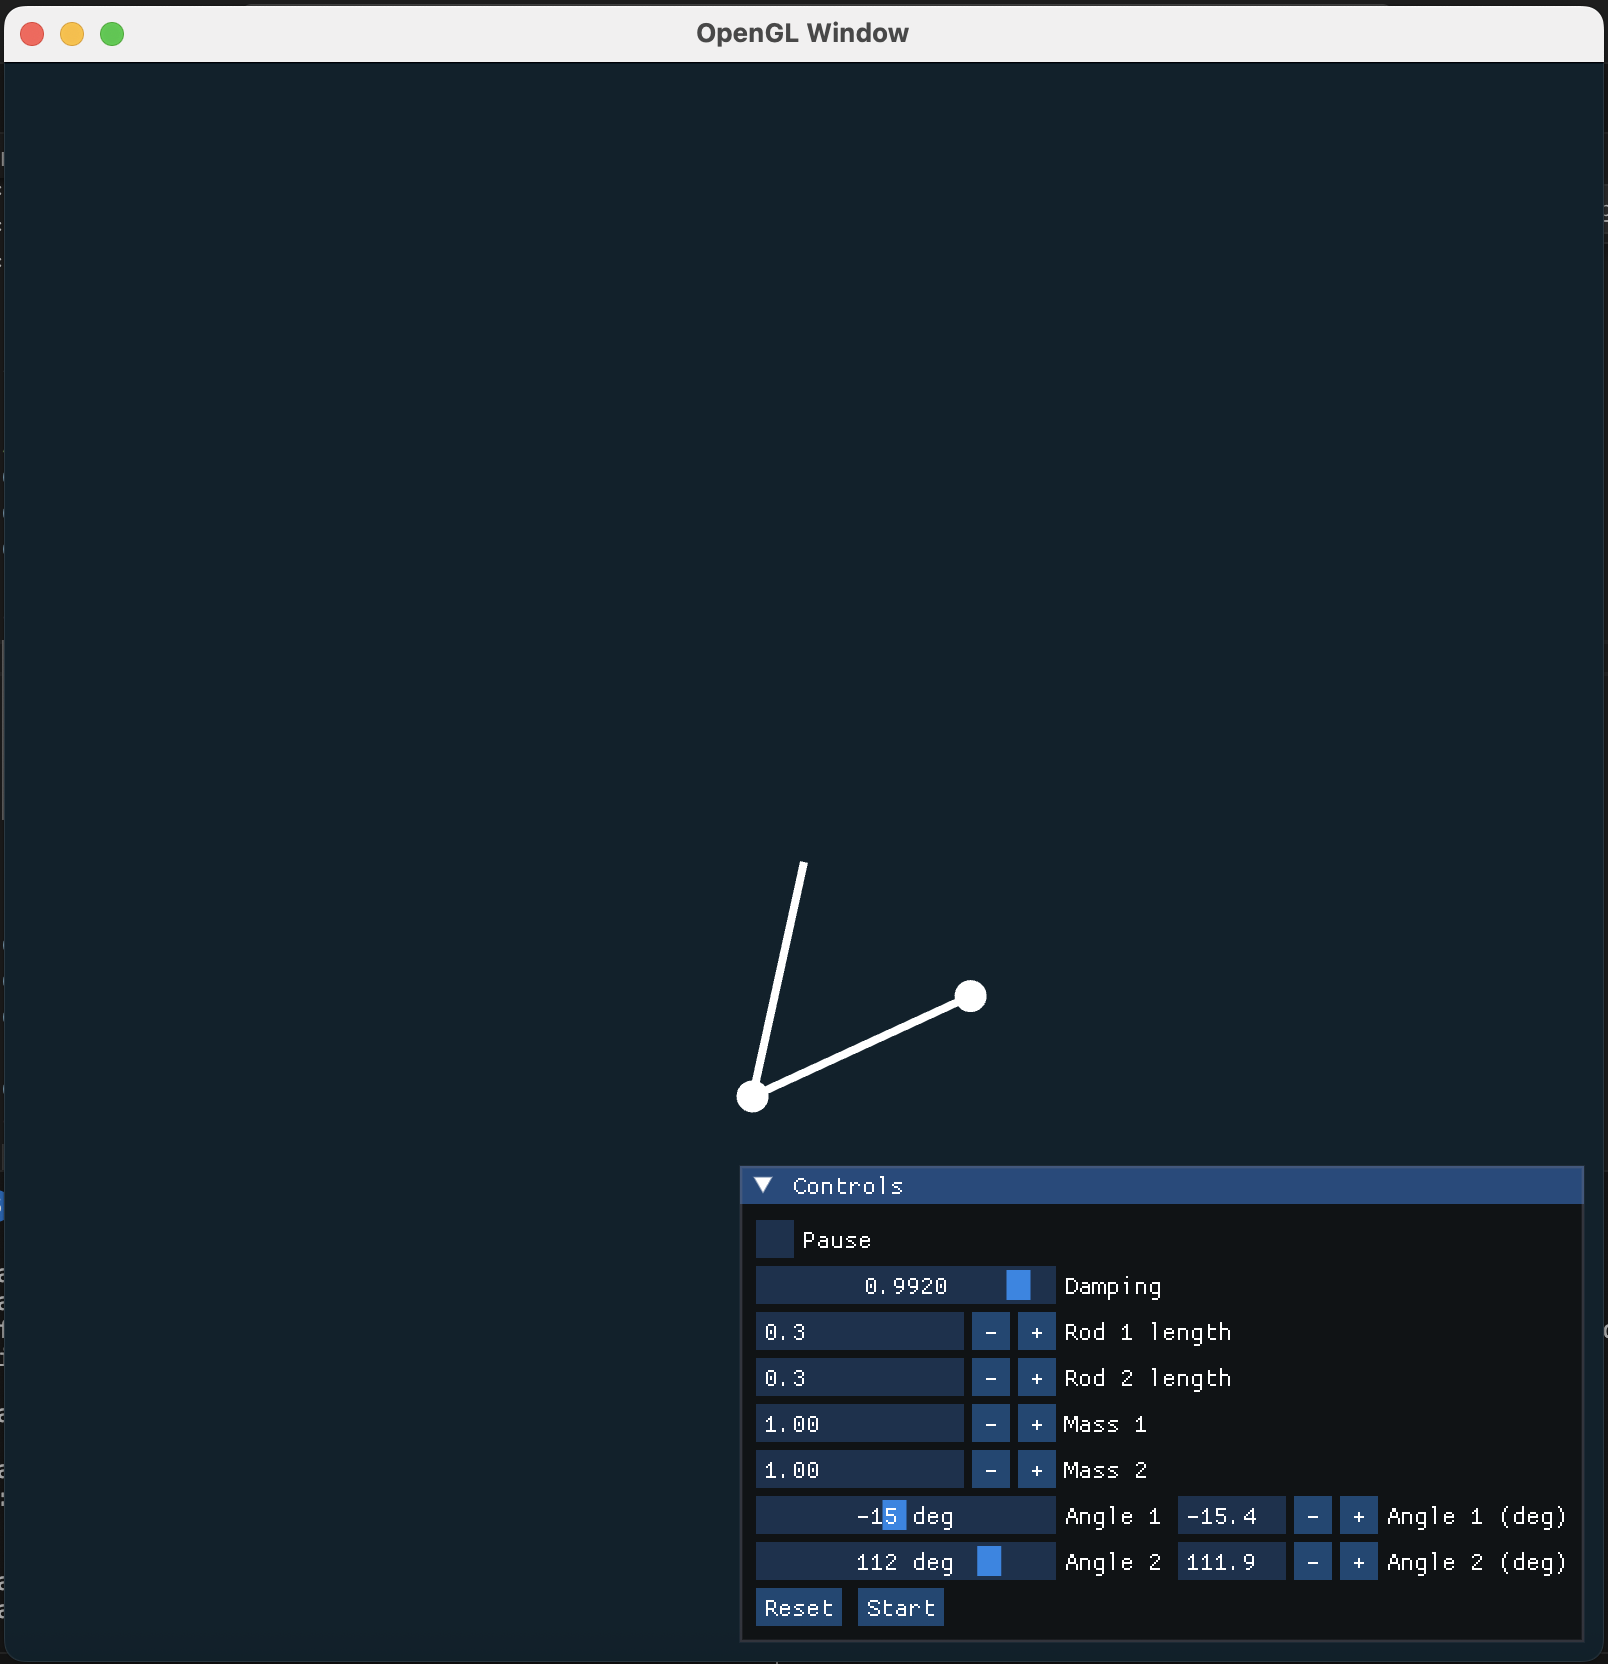 OpenGL Window
Controls
Pause
0.9920 Damping
0.3 - + Rod 1 length
0.3 - + Rod 2 length
1.00 - + Mass 1
1.00 - + Mass 2
-15 deg Angle 1 -15.4 - + Angle 1 (deg)
112 deg Angle 2 111.9 - + Angle 2 (deg)
Reset Start